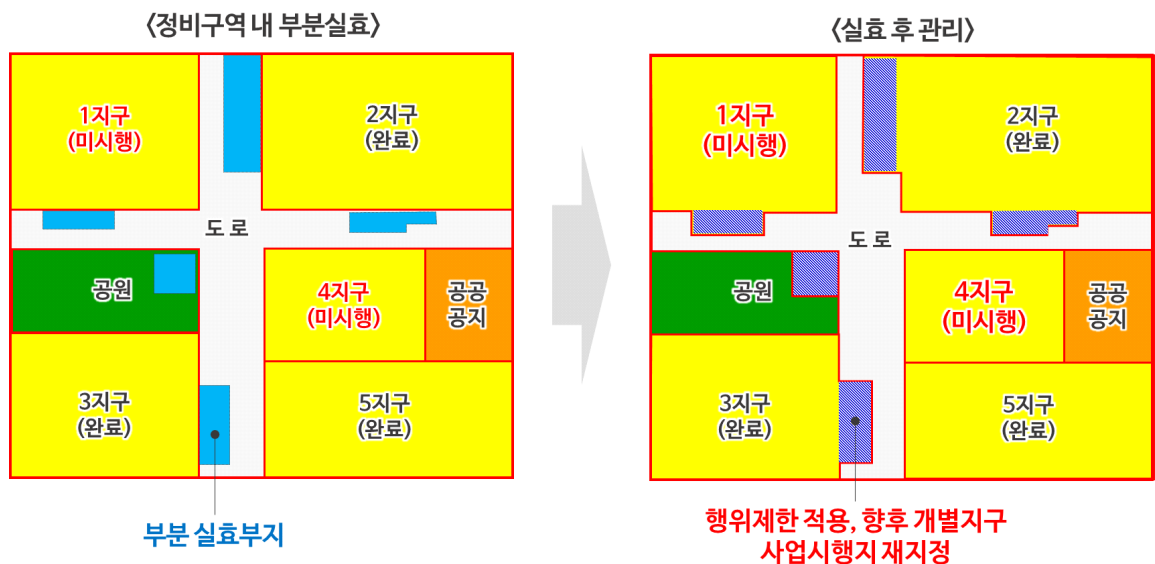 〈정비구역 내 부분실효〉
1지구
(미시행)
2지구
(완료)
도 로
공원
4지구
(미시행)
공공
공지
3지구
(완료)
5지구
(완료)
부분 실효부지
〈실효 후 관리〉
1지구
(미시행)
2지구
(완료)
도 로
공원
4지구
(미시행)
공공
공지
3지구
(완료)
5지구
(완료)
행위제한 적용, 향후 개별지구
사업시행지 재지정